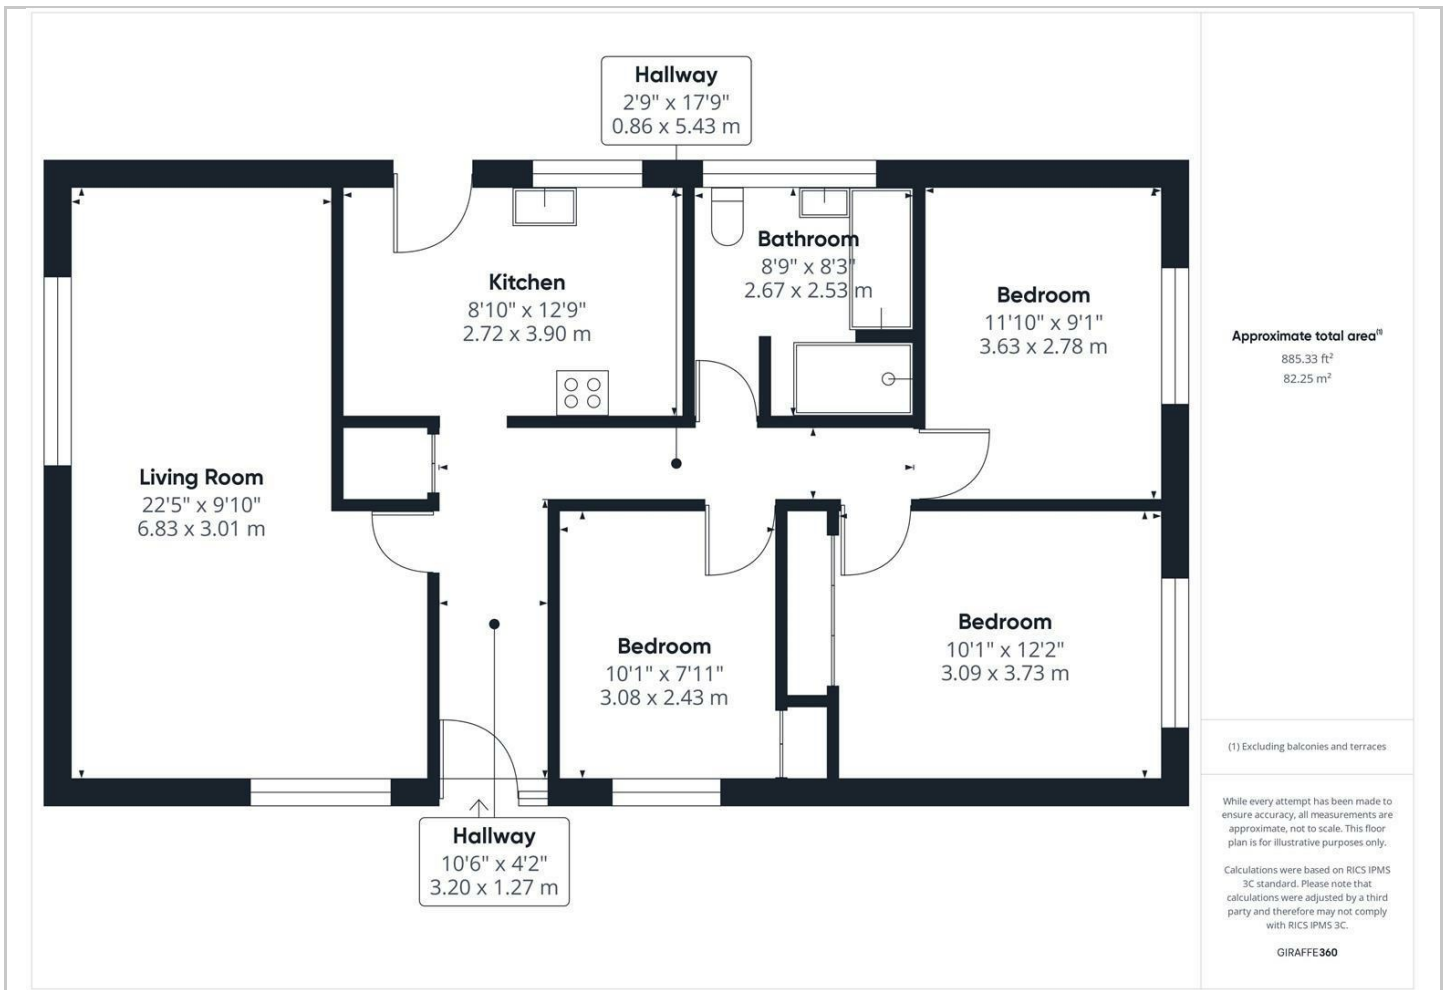 Hallway
2'9" x 17'9"
0.86 x 5.43 m
Kitchen
8'10" x 12'9"
2.72 x 3.90 m
Bathroom
8'9" x 8'3"
2.67 x 2.53 m
Bedroom
11'10" x 9'1"
3.63 x 2.78 m
Living Room
22'5" x 9'10"
6.83 x 3.01 m
Bedroom
10'1" x 7'11"
3.08 x 2.43 m
Bedroom
10'1" x 12'2"
3.09 x 3.73 m
Hallway
10'6" x 4'2"
3.20 x 1.27 m
Approximate total area⁽¹⁾
885.33 ft²
82.25 m²
(1) Excluding balconies and terraces
While every attempt has been made to
ensure accuracy, all measurements are
approximate, not to scale. This floor
plan is for illustrative purposes only.
Calculations were based on RICS IPMS
3C standard. Please note that
calculations were adjusted by a third
party and therefore may not comply
with RICS IPMS 3C.
GIRAFFE360